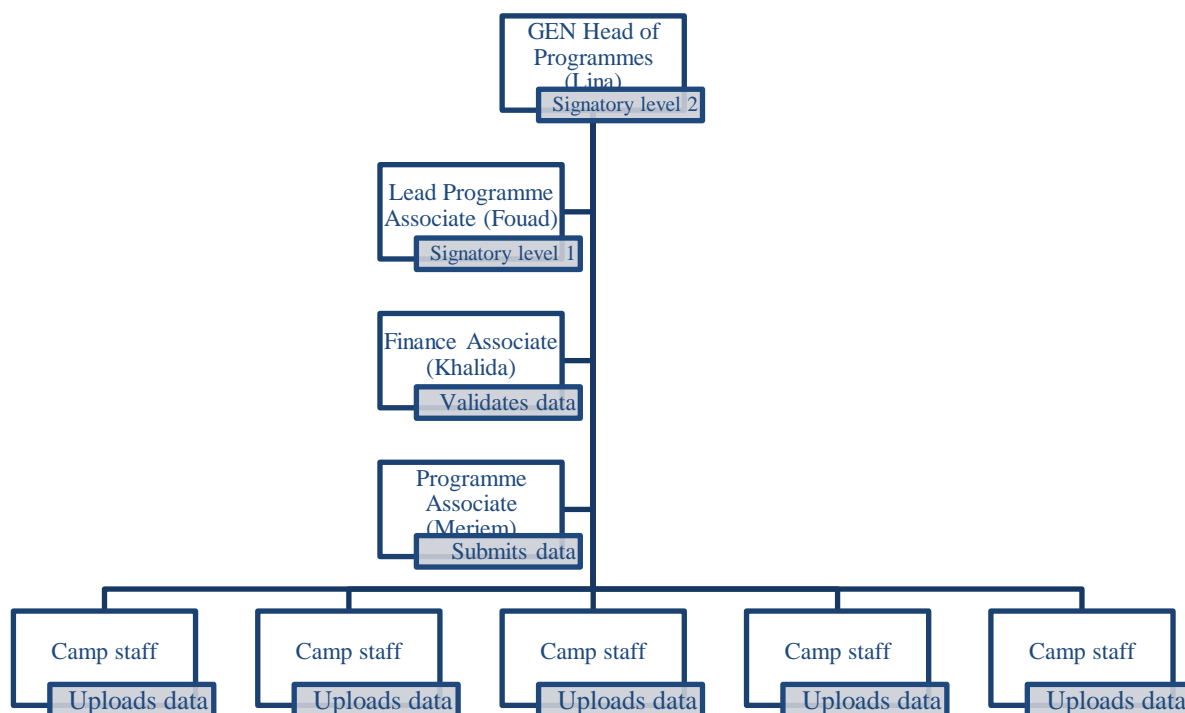 GEN Head of
Programmes
(Lina)
Signatory level 2
Lead Programme
Associate (Fouad)
Signatory level 1
Finance Associate
(Khalida)
Validates data
Programme
Associate
(Meriem)
Submits data
Camp staff
Uploads data
Camp staff
Uploads data
Camp staff
Uploads data
Camp staff
Uploads data
Camp staff
Uploads data